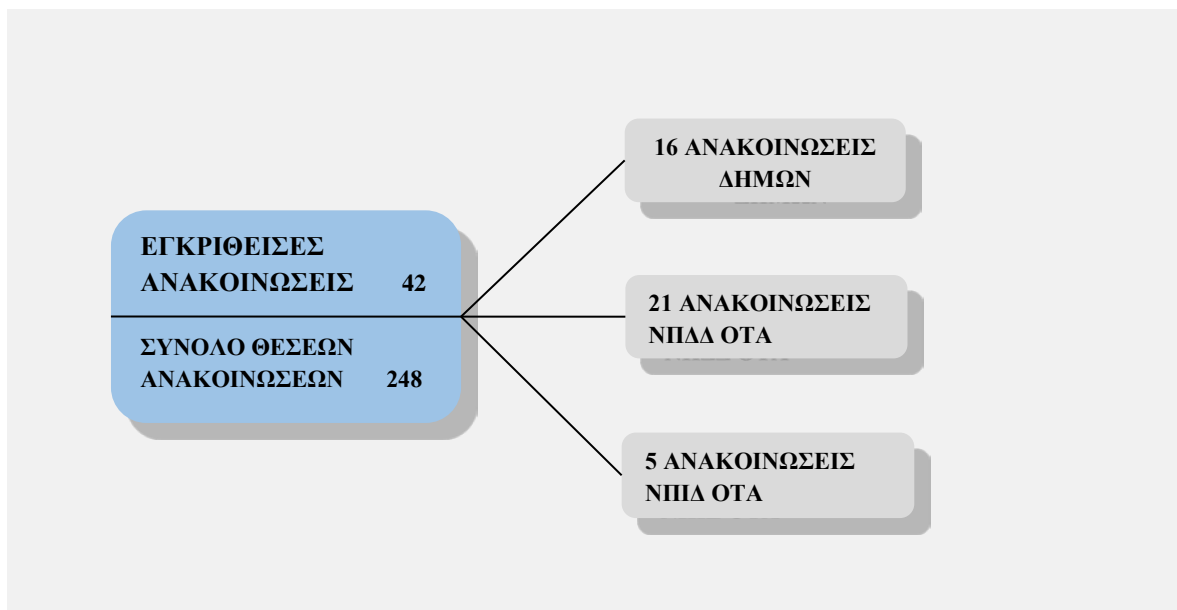 ΕΓΚΡΙΘΕΙΣΕΣ
ΑΝΑΚΟΙΝΩΣΕΙΣ 42
ΣΥΝΟΛΟ ΘΕΣΕΩΝ
ΑΝΑΚΟΙΝΩΣΕΩΝ 248
16 ΑΝΑΚΟΙΝΩΣΕΙΣ
ΔΗΜΩΝ
21 ΑΝΑΚΟΙΝΩΣΕΙΣ
ΝΠΔΔ ΟΤΑ
5 ΑΝΑΚΟΙΝΩΣΕΙΣ
ΝΠΙΔ ΟΤΑ